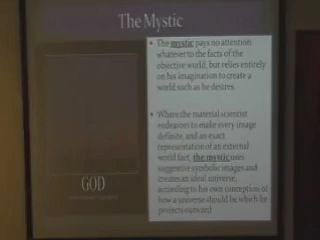 The Mystic
• The mystic pays no attention
whatever to the facts of the
objective world, but relies entirely
on his imagination to create a
world such as he desires.
• Where the material scientist
endeavors to make every image
definite, and an exact
representation of an external
world fact, the mystic uses
suggestive symbolic images and
creates an ideal universe,
according to his own conception of
how a universe should be which he
projects outward
GOD